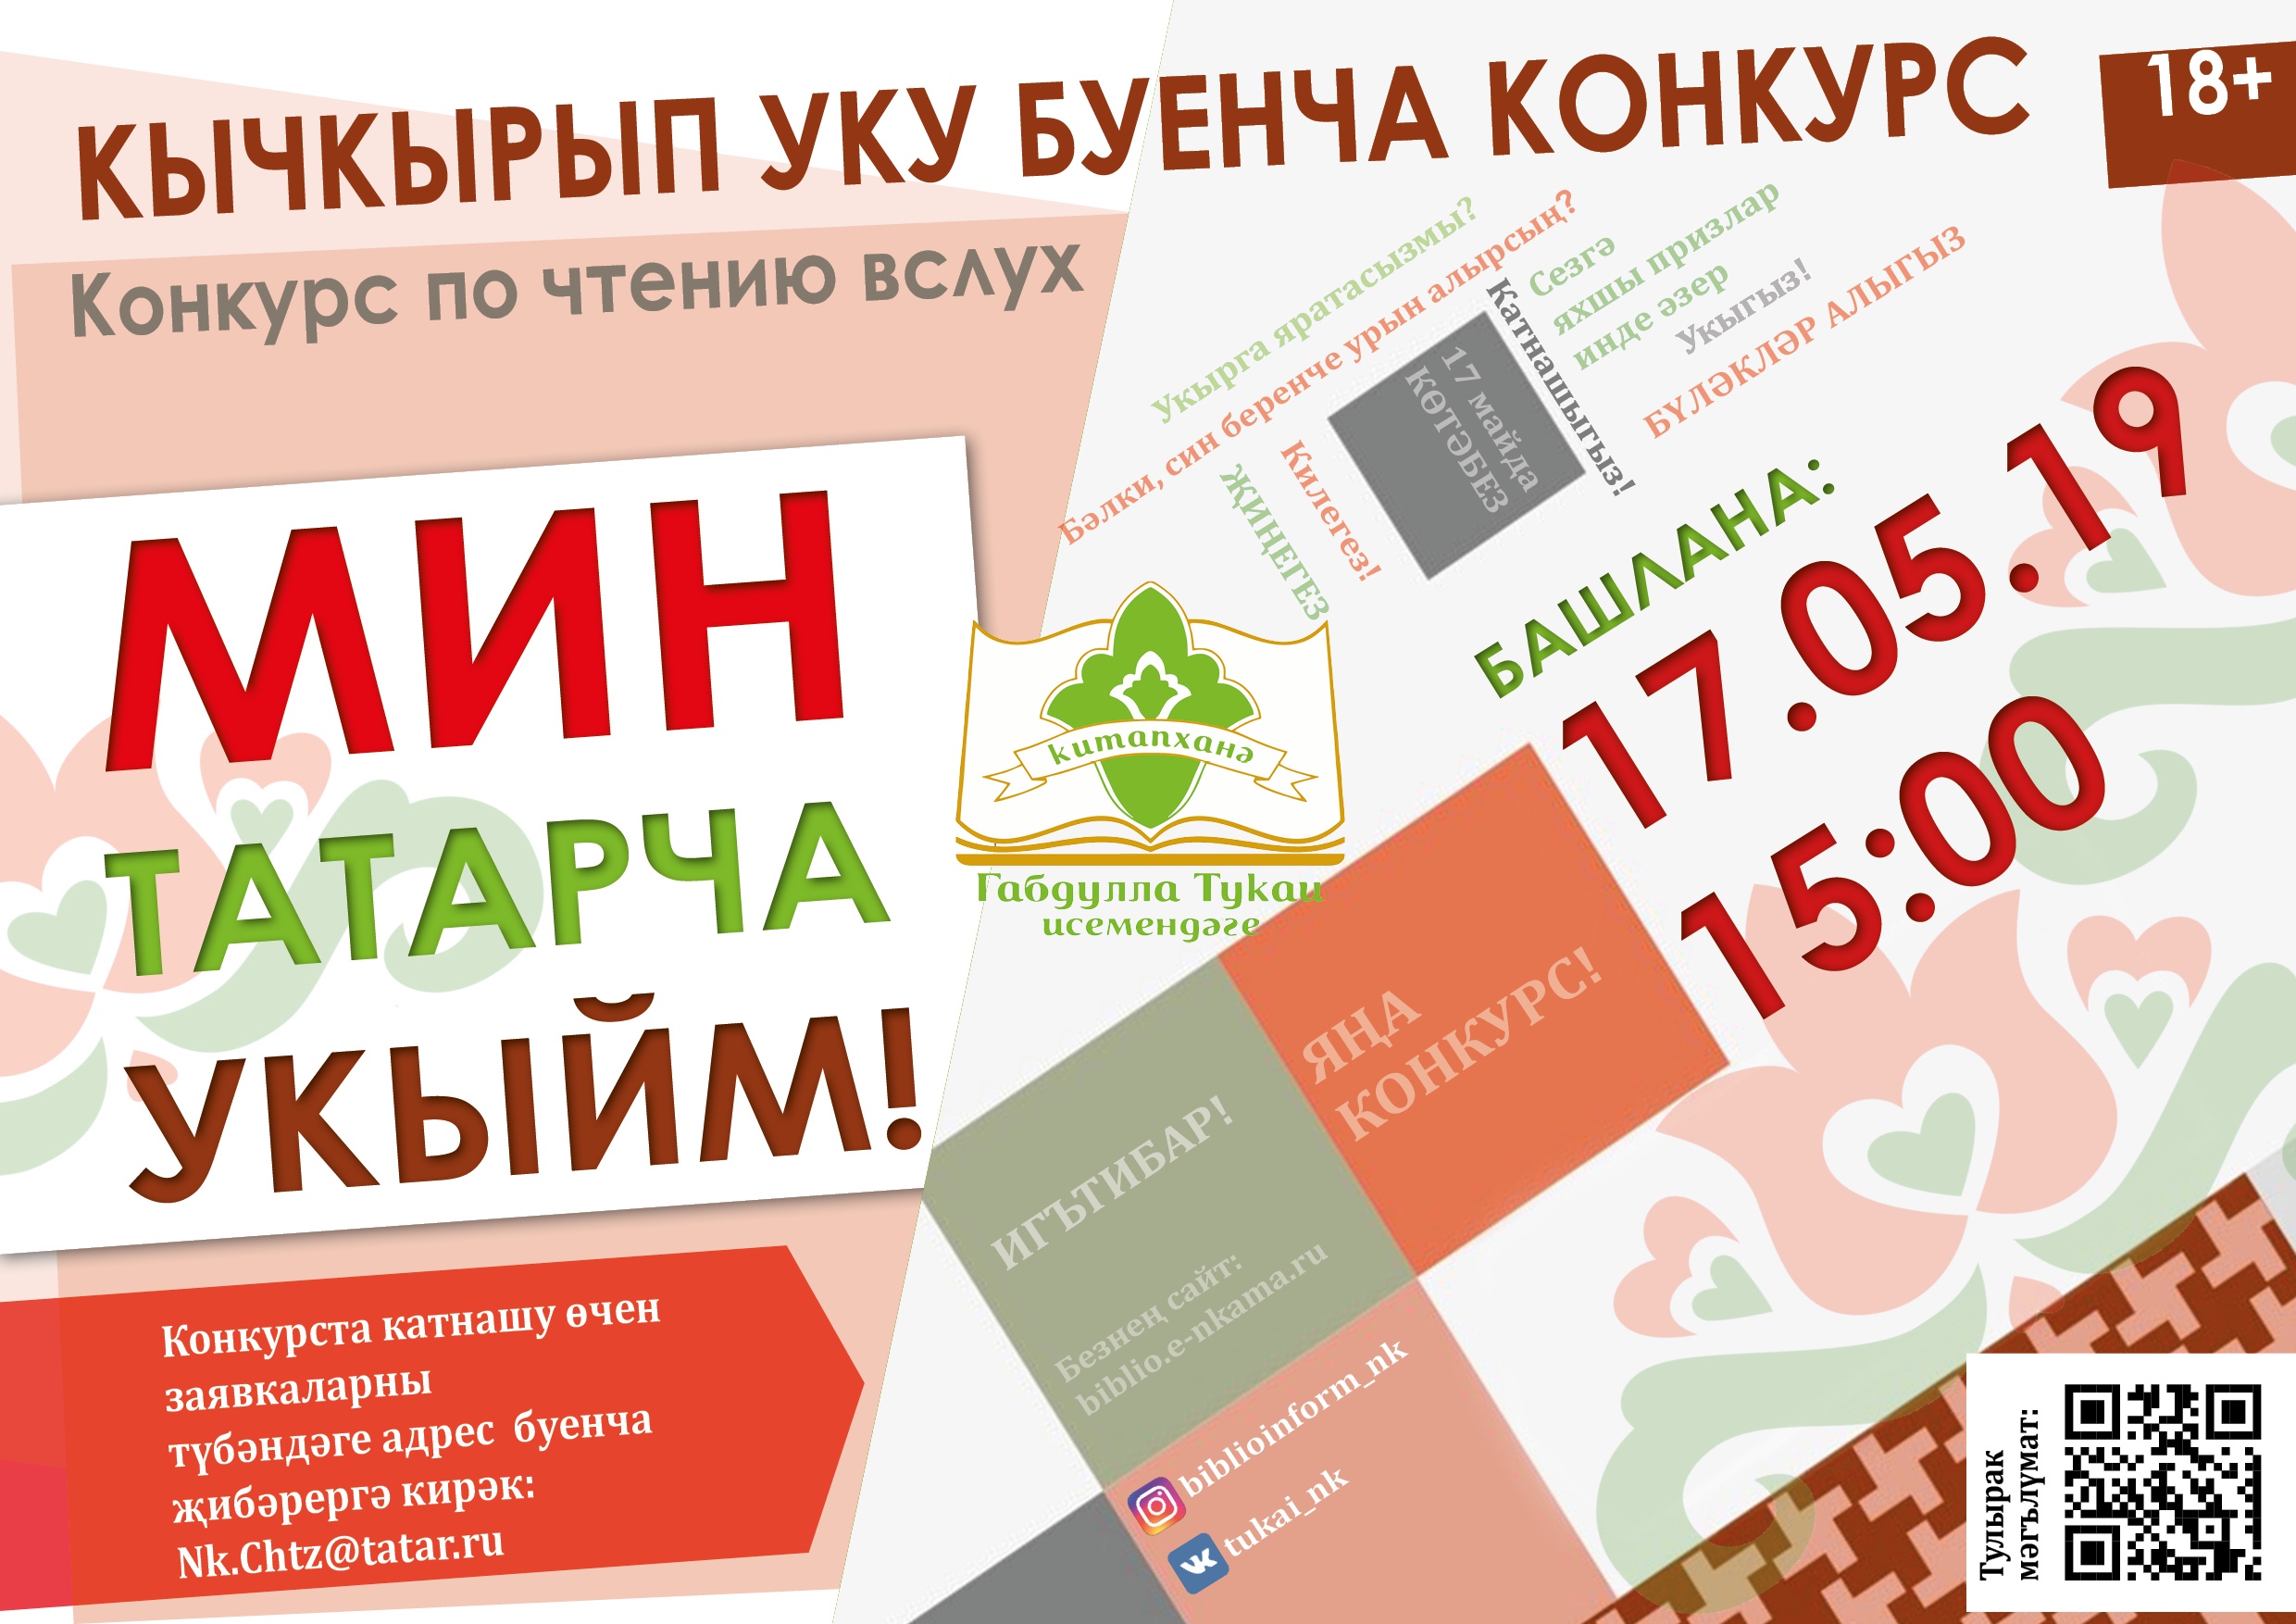 КЫЧКЫРЫП УКУ БУЕНЧА КОНКУРС
18+
Конкурс по чтению вслух
Укырга яратасызмы?
Бәлки, син беренче урын алырсың?
Сезгә
яхшы призлар
инде әзер
Укыгыз!
БҮЛӘКЛӘР АЛЫГЫЗ
Катнашыгыз!
17 майда
КӨТӘБЕЗ
Килегез!
ҖИҢЕГЕЗ
МИН
ТАТАРЧА
УКЫЙМ!
китапханә
Габдулла Тукай
исемендәге
БАШЛАНА:
17.05.19
15:00
ЯҢА
КОНКУРС!
ИГЪТИБАР!
Безнең сайт:
biblio.e-nkama.ru
biblioinform_nk
tukai_nk
Конкурста катнашу өчен
заявкаларны
түбәндәге адрес буенча
җибәрергә кирәк:
Nk.Chtz@tatar.ru
Тулырак
мәгълүмат: